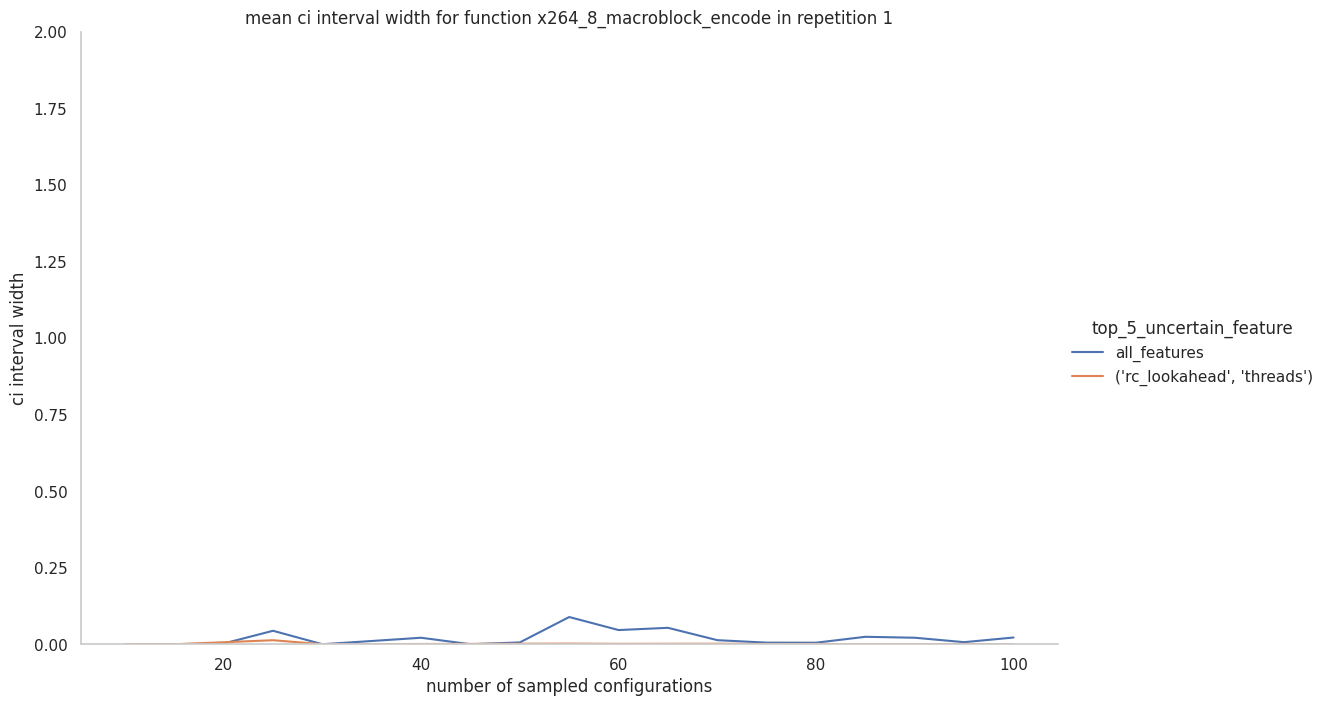 mean ci interval width for function x264_8_macroblock_encode in repetition 1
2.00
1.75
1.50
1.25
1.00
0.75
0.50
0.25
0.00
ci interval width
20
40
60
80
100
number of sampled configurations
top_5_uncertain_feature
all_features
('rc_lookahead', 'threads')